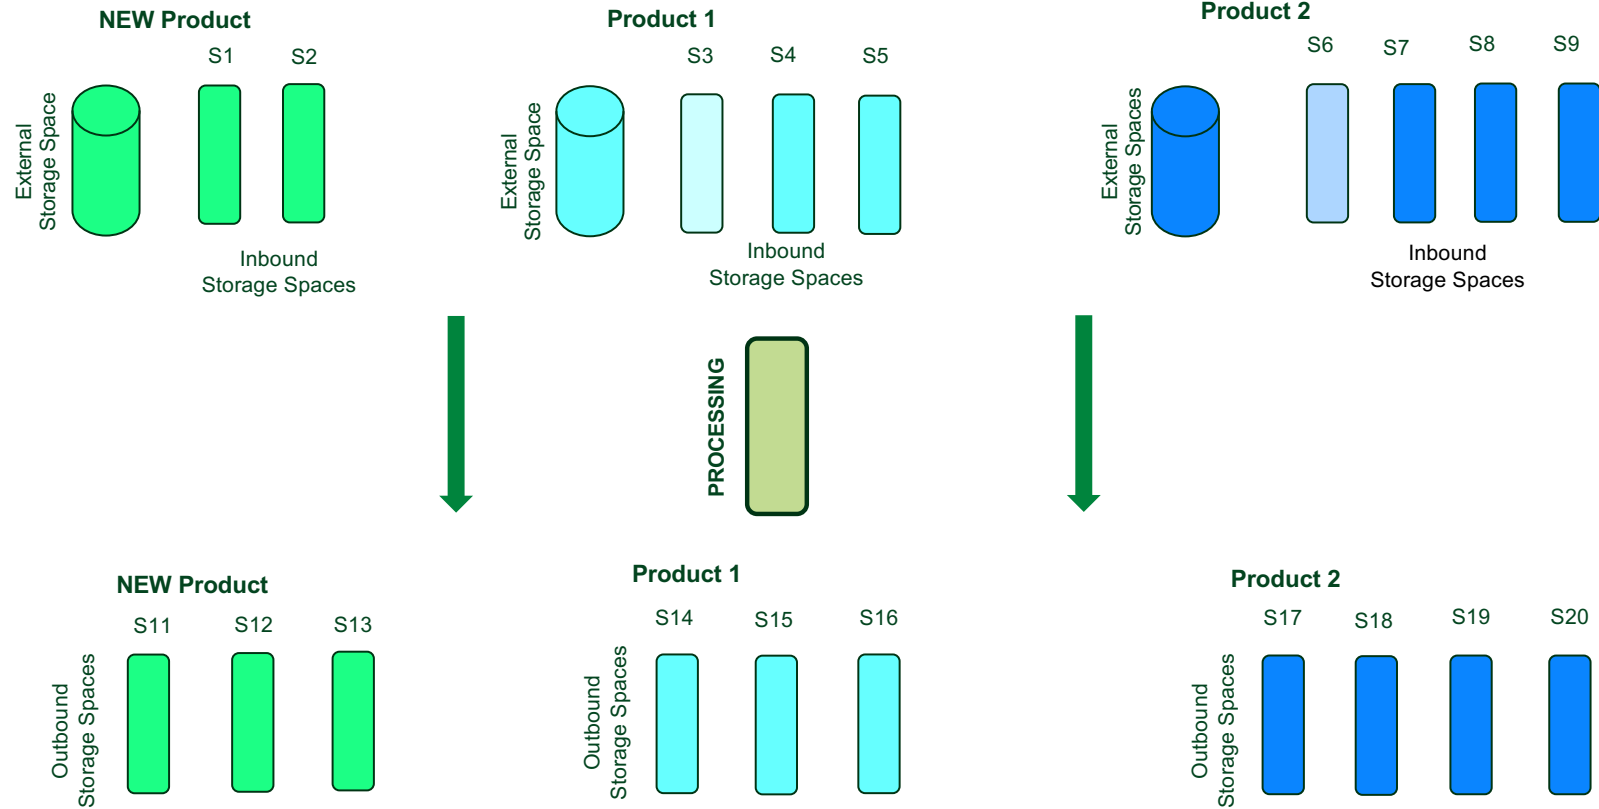 NEW Product
Product 1
Product 2
S1
S2
S3
S4
S5
S6
S7
S8
S9
External
Storage Space
External
Storage Space
External
Storage Spaces
Inbound
Storage Spaces
Inbound
Storage Spaces
Inbound
Storage Spaces
PROCESSING
NEW Product
Product 1
Product 2
S11
S12
S13
S14
S15
S16
S17
S18
S19
S20
Outbound
Storage Spaces
Outbound
Storage Spaces
Outbound
Storage Spaces